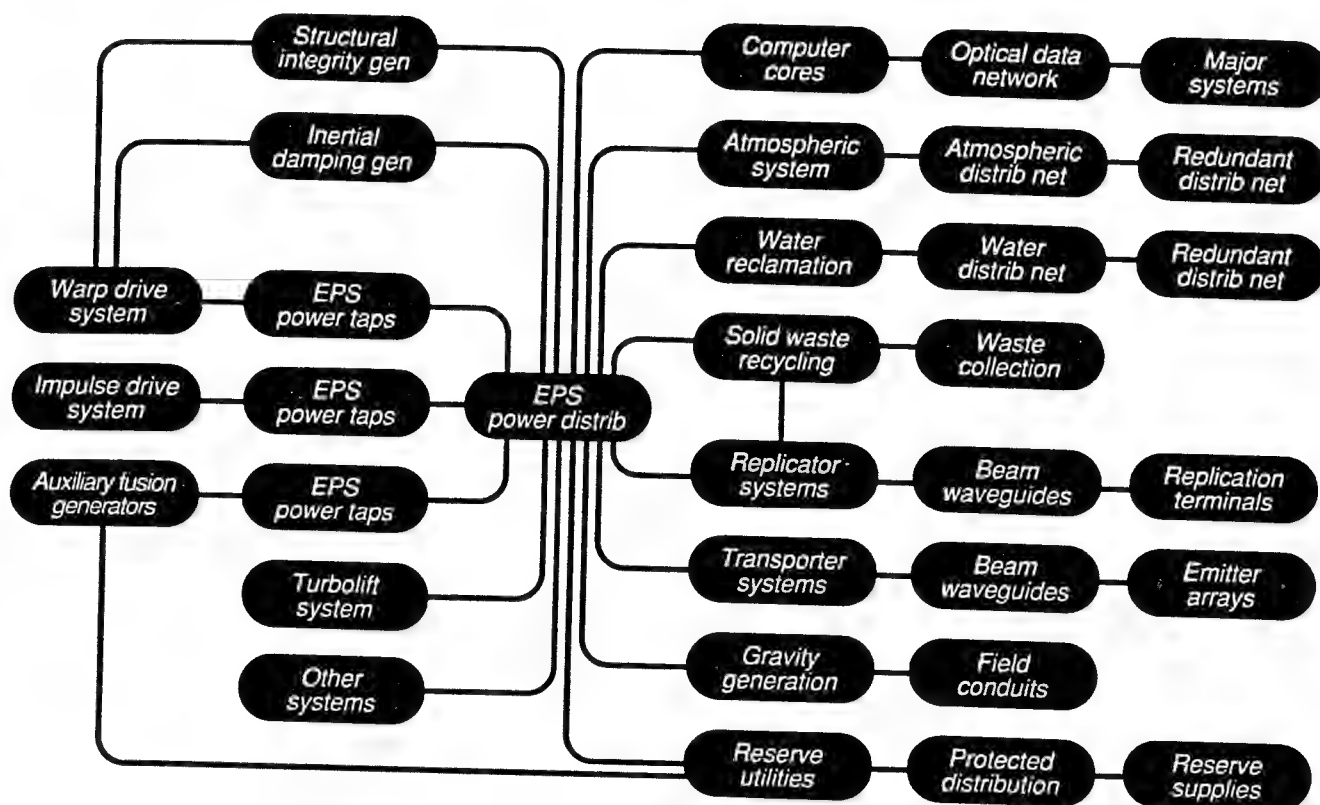 Structural
integrity gen
Inertial
damping gen
Warp drive
system
EPS
power taps
Impulse drive
system
EPS
power taps
Auxiliary fusion
generators
EPS
power taps
Turbolift
system
Other
systems
EPS
power distrib
Computer
cores
Optical data
network
Major
systems
Atmospheric
system
Atmospheric
distrib net
Redundant
distrib net
Water
reclamation
Water
distrib net
Redundant
distrib net
Solid waste
recycling
Waste
collection
Replicator
systems
Beam
waveguides
Replication
terminals
Transporter
systems
Beam
waveguides
Emitter
arrays
Gravity
generation
Field
conduits
Reserve
utilities
Protected
distribution
Reserve
supplies